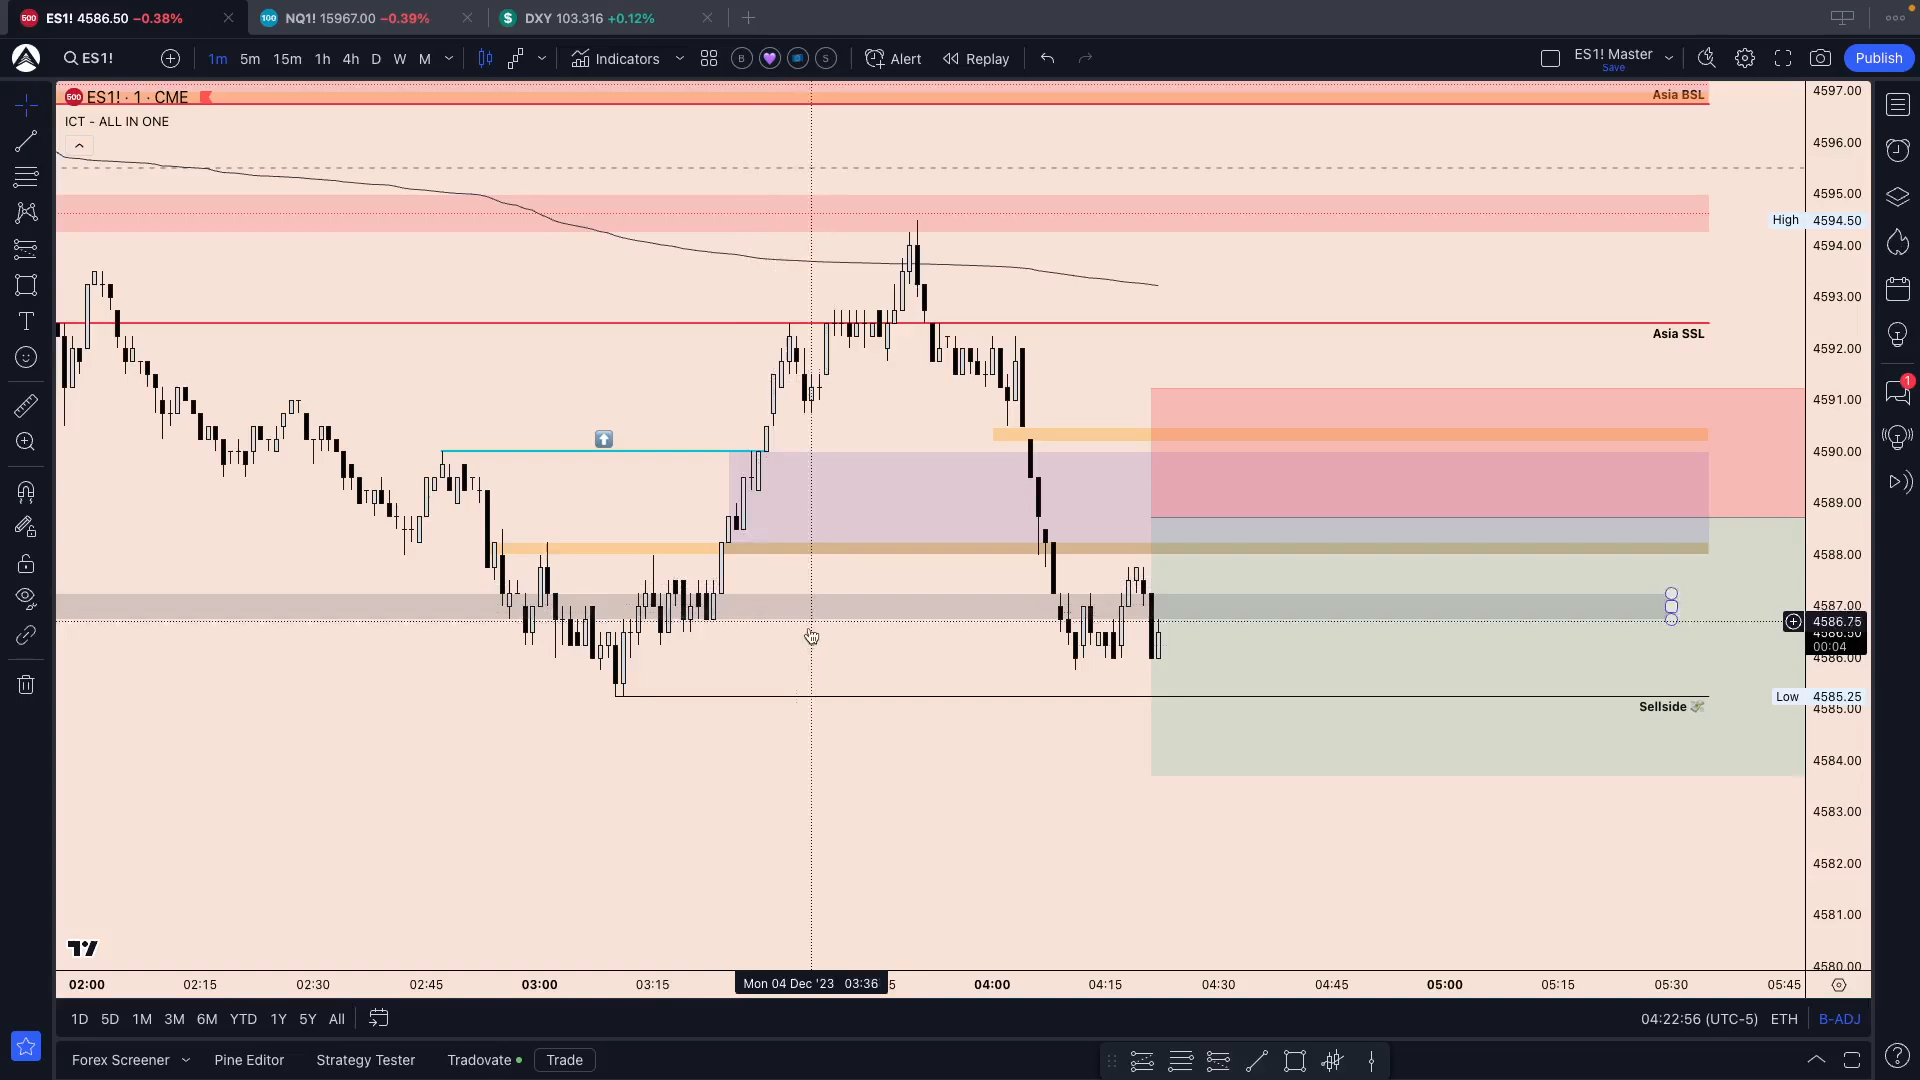 ES1! 4586.50 −0.38%
NQ1! 15967.00 −0.39%
DXY 103.316 +0.12%
ES1!
1m 5m 15m 1h 4h D W M
Indicators
B
S
Alert
Replay
ES1! Master
Save
Publish
ES1! · 1 · CME
ICT - ALL IN ONE
Asia BSL
Asia SSL
Sellside 💸
4597.00
4596.00
4595.00
High 4594.50
4594.00
4593.00
4592.00
4591.00
4590.00
4589.00
4588.00
4587.00
4586.75
4586.50
00:04
4586.00
Low 4585.25
4585.00
4584.00
4583.00
4582.00
4581.00
4580.00
1
02:00 02:15 02:30 02:45 03:00 03:15 Mon 04 Dec '23 03:36 5 04:00 04:15 04:30 04:45 05:00 05:15 05:30 05:45
1D 5D 1M 3M 6M YTD 1Y 5Y All
04:22:56 (UTC-5) ETH B-ADJ
Forex Screener Pine Editor Strategy Tester Tradovate Trade